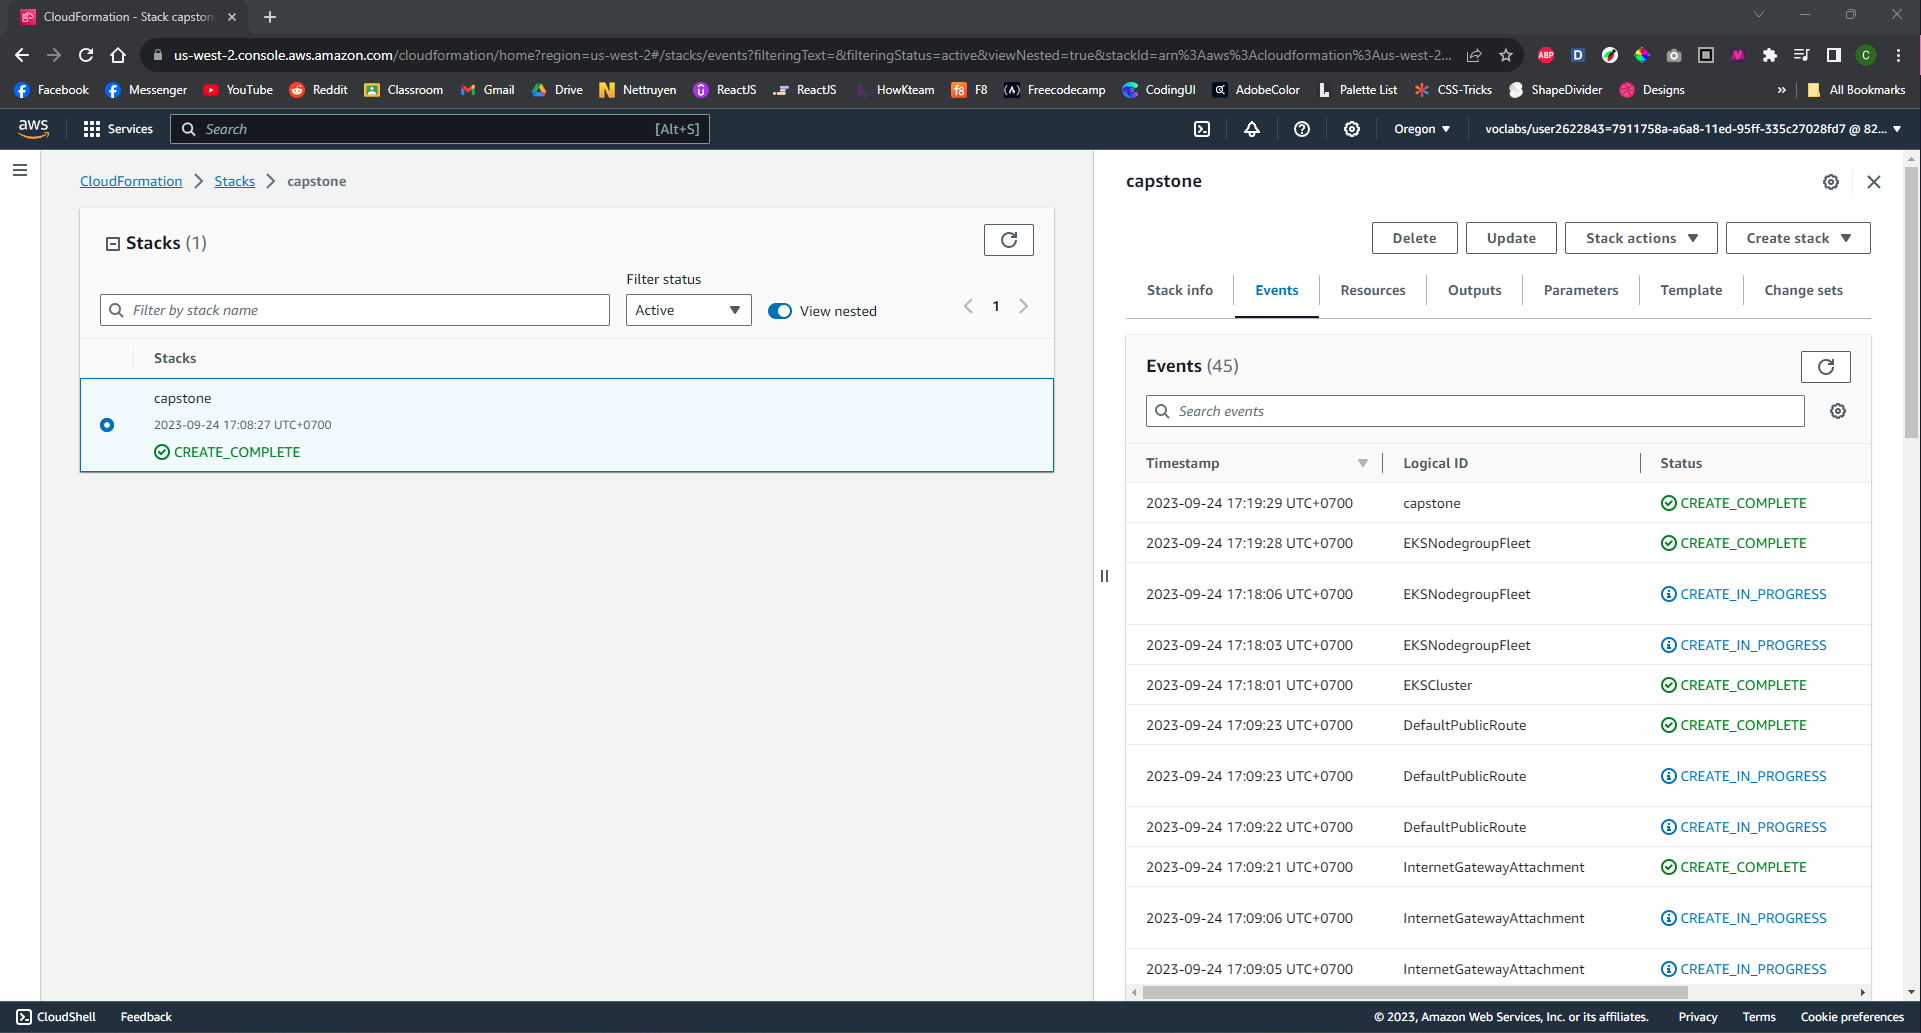 CloudFormation - Stack capston
us-west-2.console.aws.amazon.com/cloudformation/home?region=us-west-2#/stacks/events?filteringText=&filteringStatus=active&viewNested=true&stackId=arn%3Aaws%3Acloudformation%3Aus-west-2...
ABP D C
Facebook Messenger YouTube Reddit Classroom Gmail Drive Nettruyen ReactJS ReactJS HowKteam F8 Freecodecamp CodingUI AdobeColor Palette List CSS-Tricks ShapeDivider Designs » All Bookmarks
aws Services Search [Alt+S] Oregon ▼ voclabs/user2622843=7911758a-a6a8-11ed-95ff-335c27028fd7 @ 82... ▼
CloudFormation > Stacks > capstone
Stacks (1)
Filter status
Filter by stack name Active View nested 1
Stacks
capstone
2023-09-24 17:08:27 UTC+0700
CREATE_COMPLETE
capstone
Delete Update Stack actions ▼ Create stack ▼
Stack info Events Resources Outputs Parameters Template Change sets
Events (45)
Search events
Timestamp Logical ID Status
2023-09-24 17:19:29 UTC+0700 capstone CREATE_COMPLETE
2023-09-24 17:19:28 UTC+0700 EKSNodegroupFleet CREATE_COMPLETE
2023-09-24 17:18:06 UTC+0700 EKSNodegroupFleet CREATE_IN_PROGRESS
2023-09-24 17:18:03 UTC+0700 EKSNodegroupFleet CREATE_IN_PROGRESS
2023-09-24 17:18:01 UTC+0700 EKSCluster CREATE_COMPLETE
2023-09-24 17:09:23 UTC+0700 DefaultPublicRoute CREATE_COMPLETE
2023-09-24 17:09:23 UTC+0700 DefaultPublicRoute CREATE_IN_PROGRESS
2023-09-24 17:09:22 UTC+0700 DefaultPublicRoute CREATE_IN_PROGRESS
2023-09-24 17:09:21 UTC+0700 InternetGatewayAttachment CREATE_COMPLETE
2023-09-24 17:09:06 UTC+0700 InternetGatewayAttachment CREATE_IN_PROGRESS
2023-09-24 17:09:05 UTC+0700 InternetGatewayAttachment CREATE_IN_PROGRESS
CloudShell Feedback © 2023, Amazon Web Services, Inc. or its affiliates. Privacy Terms Cookie preferences